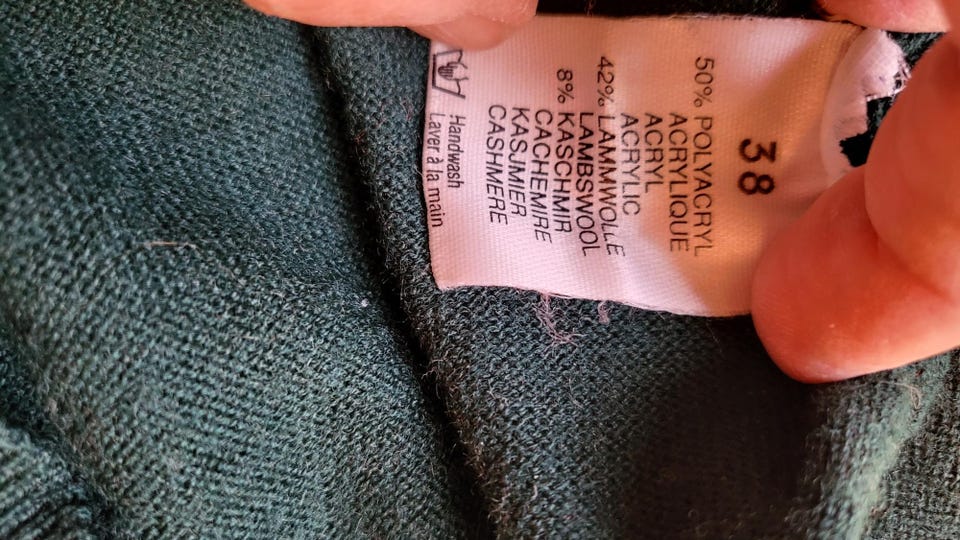 38
50% POLYACRYL
ACRYLIQUE
ACRYL
ACRYLIC
42% LAMMWOLLE
LAMBSWOOL
8% KASCHMIR
CACHEMIRE
KASJMIER
CASHMERE
Handwash
Laver à la main